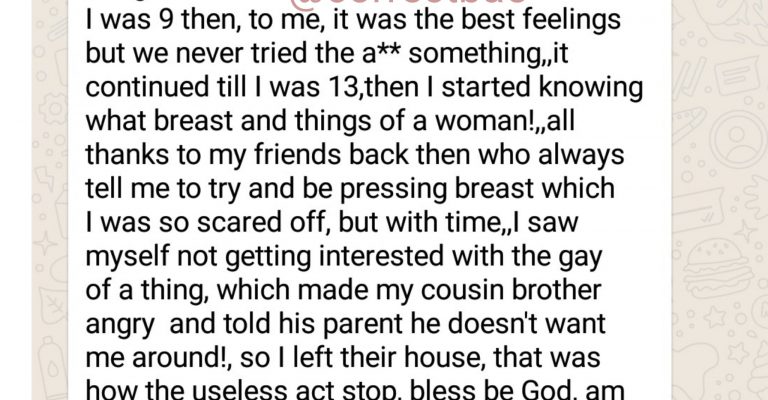 I was 9 then, to me, it was the best feelings
but we never tried the a** something,,it
continued till I was 13,then I started knowing
what breast and things of a woman!,,all
thanks to my friends back then who always
tell me to try and be pressing breast which
I was so scared off, but with time,,I saw
myself not getting interested with the gay
of a thing, which made my cousin brother
angry and told his parent he doesn't want
me around!, so I left their house, that was
how the useless act stop, bless be God, am